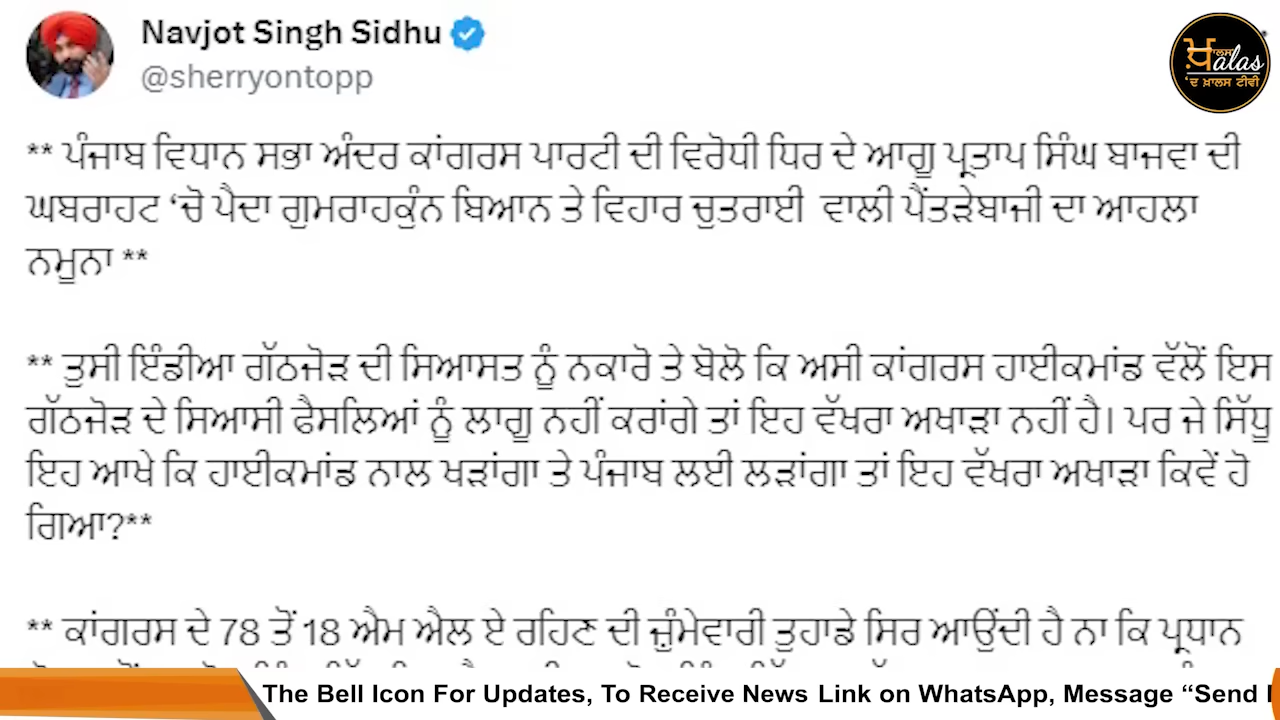 Navjot Singh Sidhu
@sherryontopp
ਖ਼ਾਲਸ
alas
'ਦ ਖ਼ਾਲਸ ਟੀਵੀ
** ਪੰਜਾਬ ਵਿਧਾਨ ਸਭਾ ਅੰਦਰ ਕਾਂਗਰਸ ਪਾਰਟੀ ਦੀ ਵਿਰੋਧੀ ਧਿਰ ਦੇ ਆਗੂ ਪ੍ਰਤਾਪ ਸਿੰਘ ਬਾਜਵਾ ਦੀ
ਘਬਰਾਹਟ ‘ਚੋ ਪੈਦਾ ਗੁਮਰਾਹਕੁੰਨ ਬਿਆਨ ਤੇ ਵਿਹਾਰ ਚੁਤਰਾਈ ਵਾਲੀ ਪੈਂਤੜੇਬਾਜੀ ਦਾ ਆਹਲਾ
ਨਮੂਨਾ **
** ਤੁਸੀ ਇੰਡੀਆ ਗੱਠਜੋੜ ਦੀ ਸਿਆਸਤ ਨੂੰ ਨਕਾਰੋ ਤੇ ਬੋਲੋ ਕਿ ਅਸੀ ਕਾਂਗਰਸ ਹਾਈਕਮਾਂਡ ਵੱਲੋਂ ਇਸ
ਗੱਠਜੋੜ ਦੇ ਸਿਆਸੀ ਫੈਸਲਿਆਂ ਨੂੰ ਲਾਗੂ ਨਹੀਂ ਕਰਾਂਗੇ ਤਾਂ ਇਹ ਵੱਖਰਾ ਅਖਾੜਾ ਨਹੀਂ ਹੈ। ਪਰ ਜੇ ਸਿੱਧੂ
ਇਹ ਆਖੇ ਕਿ ਹਾਈਕਮਾਂਡ ਨਾਲ ਖੜਾਂਗਾ ਤੇ ਪੰਜਾਬ ਲਈ ਲੜਾਂਗਾ ਤਾਂ ਇਹ ਵੱਖਰਾ ਅਖਾੜਾ ਕਿਵੇਂ ਹੋ
ਗਿਆ?**
** ਕਾਂਗਰਸ ਦੇ 78 ਤੋਂ 18 ਐਮ ਐਲ ਏ ਰਹਿਣ ਦੀ ਜ਼ੁੰਮੇਵਾਰੀ ਤੁਹਾਡੇ ਸਿਰ ਆਉਂਦੀ ਹੈ ਨਾ ਕਿ ਪ੍ਰਧਾਨ
The Bell Icon For Updates, To Receive News Link on WhatsApp, Message “Send